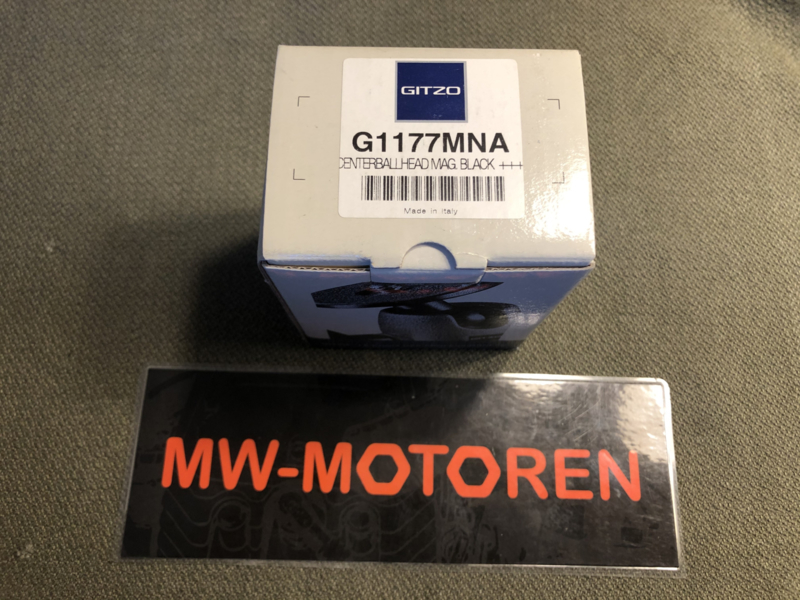 GITZO
G1177MNA
CENTERBALLHEAD MAG. BLACK +++
Made in Italy
MW-MOTOREN